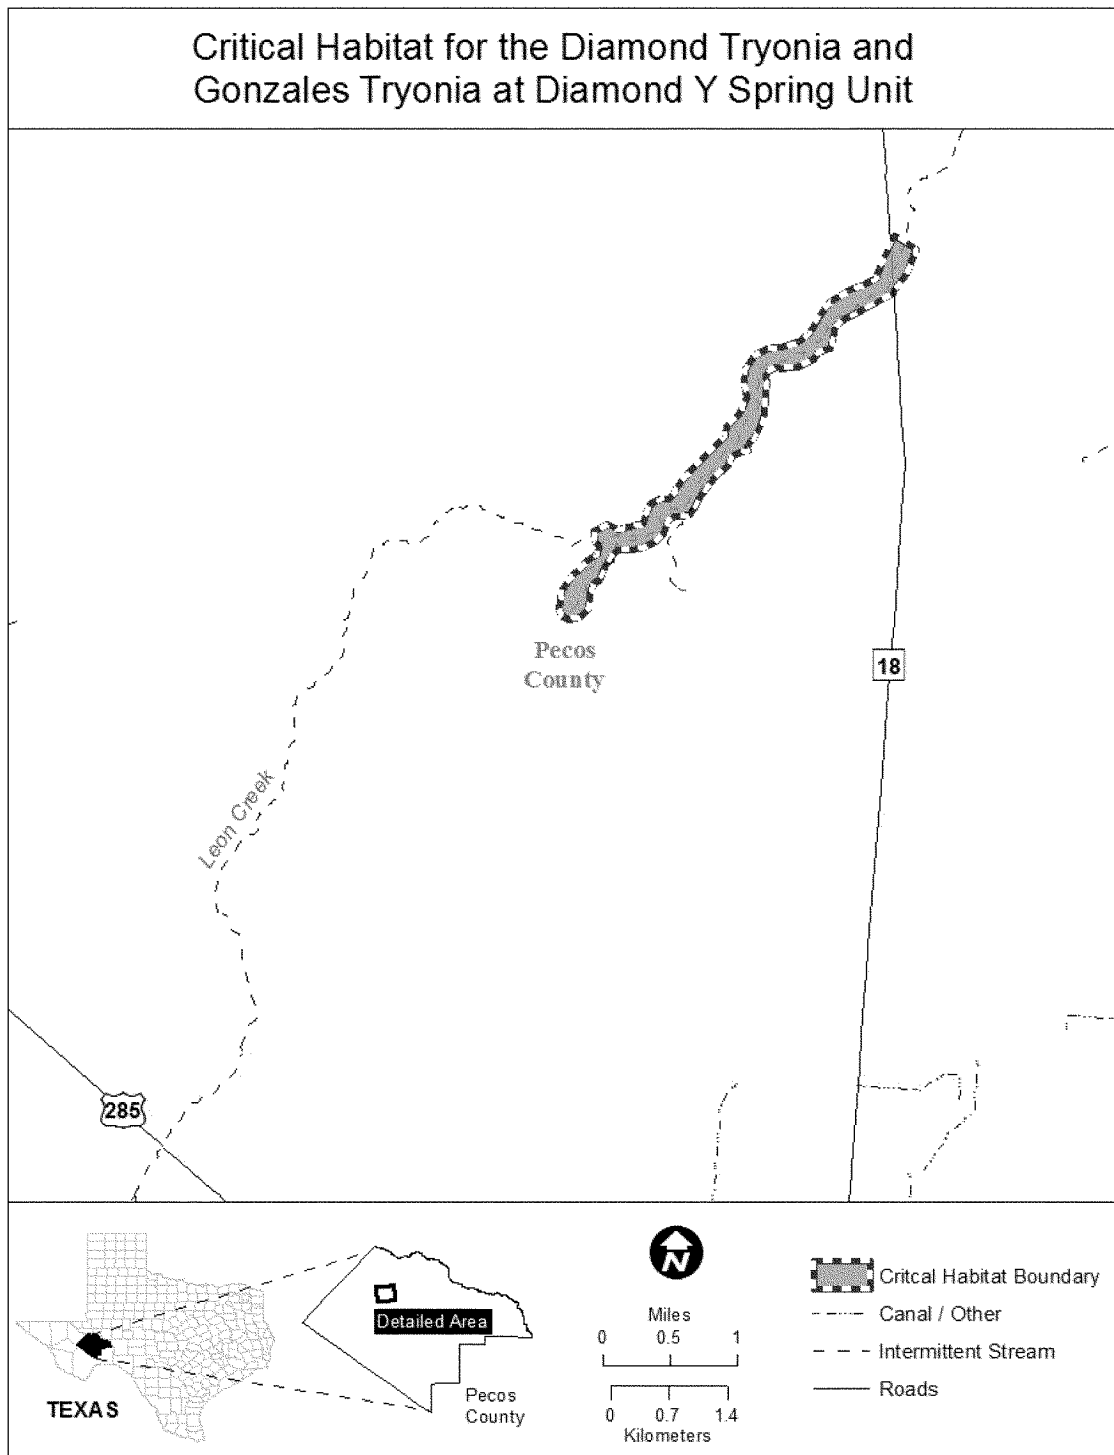 Critical Habitat for the Diamond Tryonia and
Gonzales Tryonia at Diamond Y Spring Unit
18
Pecos
County
Leon Creek
285
TEXAS
Detailed Area
Pecos
County
N
Miles
0 0.5 1
0 0.7 1.4
Kilometers
Critcal Habitat Boundary
Canal / Other
Intermittent Stream
Roads